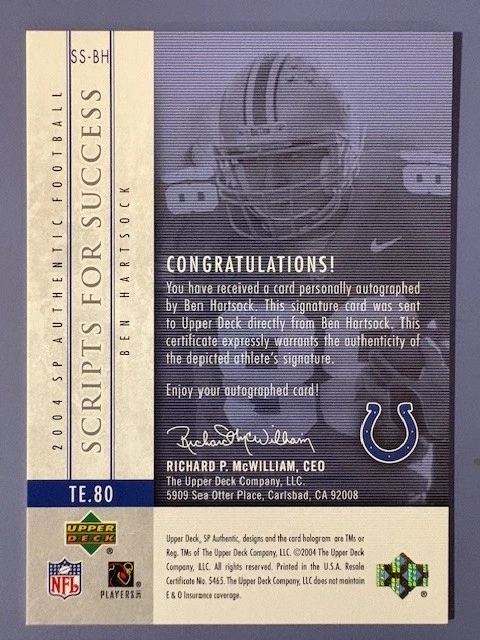 SS-BH
2004 SP AUTHENTIC FOOTBALL
SCRIPTS FOR SUCCESS
BEN HARTSOCK
CONGRATULATIONS!
You have received a card personally autographed
by Ben Hartsock. This signature card was sent
to Upper Deck directly from Ben Hartsock. This
certificate expressly warrants the authenticity of
the depicted athlete's signature.
Enjoy your autographed card!
Richard P. McWilliam
RICHARD P. McWILLIAM, CEO
The Upper Deck Company, LLC.
5909 Sea Otter Place, Carlsbad, CA 92008
TE.80
UPPER
DECK
®
NFL
PLAYERS INC
Upper Deck, SP Authentic, designs and the card hologram are TMs or
Reg. TMs of The Upper Deck Company, LLC. ©2004 The Upper Deck
Company, LLC. All rights reserved. Printed in the U.S.A. Resale
Certificate No. 5465. The Upper Deck Company, LLC does not maintain
E & O Insurance coverage.
®